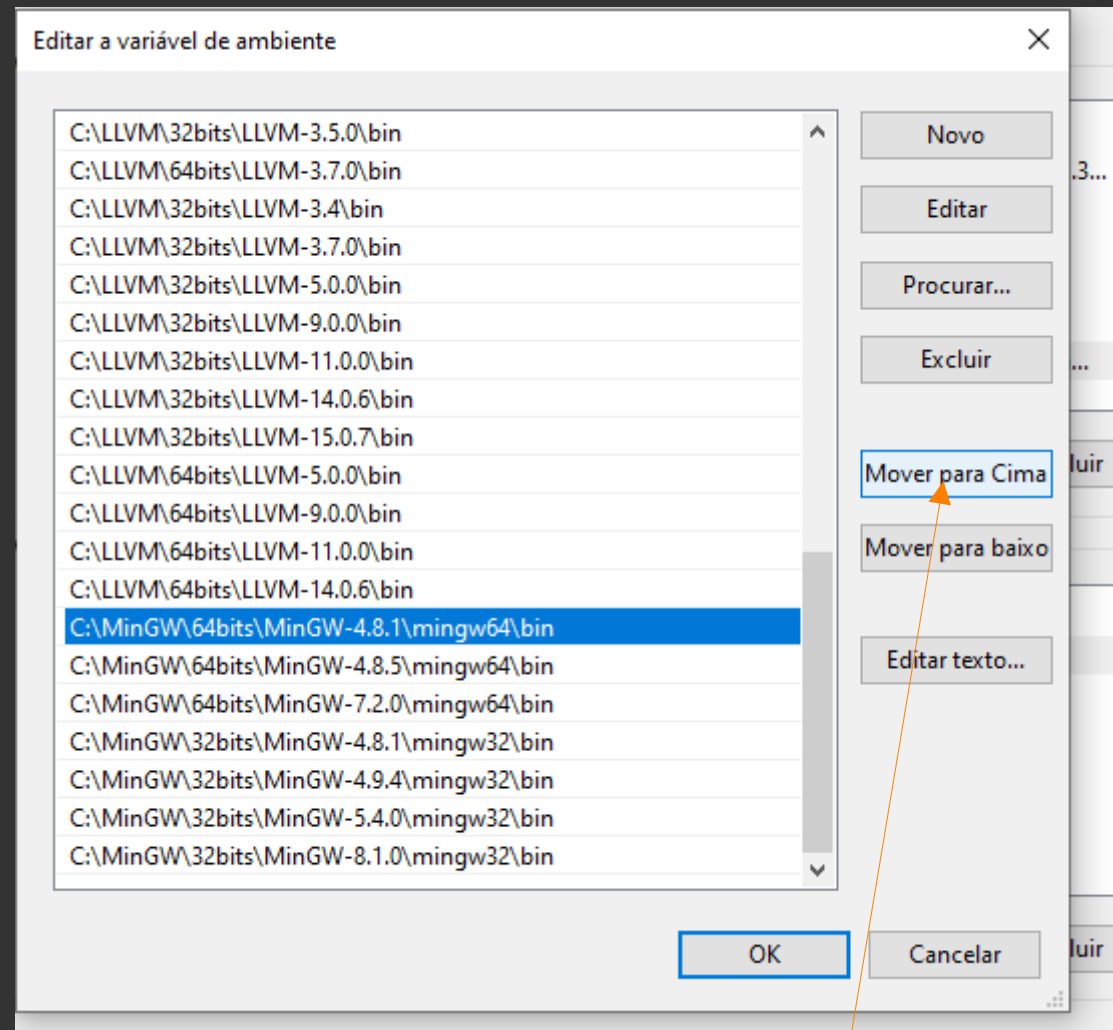 Editar a variável de ambiente
C:\LLVM\32bits\LLVM-3.5.0\bin
C:\LLVM\64bits\LLVM-3.7.0\bin
C:\LLVM\32bits\LLVM-3.4\bin
C:\LLVM\32bits\LLVM-3.7.0\bin
C:\LLVM\32bits\LLVM-5.0.0\bin
C:\LLVM\32bits\LLVM-9.0.0\bin
C:\LLVM\32bits\LLVM-11.0.0\bin
C:\LLVM\32bits\LLVM-14.0.6\bin
C:\LLVM\32bits\LLVM-15.0.7\bin
C:\LLVM\64bits\LLVM-5.0.0\bin
C:\LLVM\64bits\LLVM-9.0.0\bin
C:\LLVM\64bits\LLVM-11.0.0\bin
C:\LLVM\64bits\LLVM-14.0.6\bin
C:\MinGW\64bits\MinGW-4.8.1\mingw64\bin
C:\MinGW\64bits\MinGW-4.8.5\mingw64\bin
C:\MinGW\64bits\MinGW-7.2.0\mingw64\bin
C:\MinGW\32bits\MinGW-4.8.1\mingw32\bin
C:\MinGW\32bits\MinGW-4.9.4\mingw32\bin
C:\MinGW\32bits\MinGW-5.4.0\mingw32\bin
C:\MinGW\32bits\MinGW-8.1.0\mingw32\bin
Novo
Editar
Procurar...
Excluir
Mover para Cima
Mover para baixo
Editar texto...
OK
Cancelar
.3...
...
luir
luir